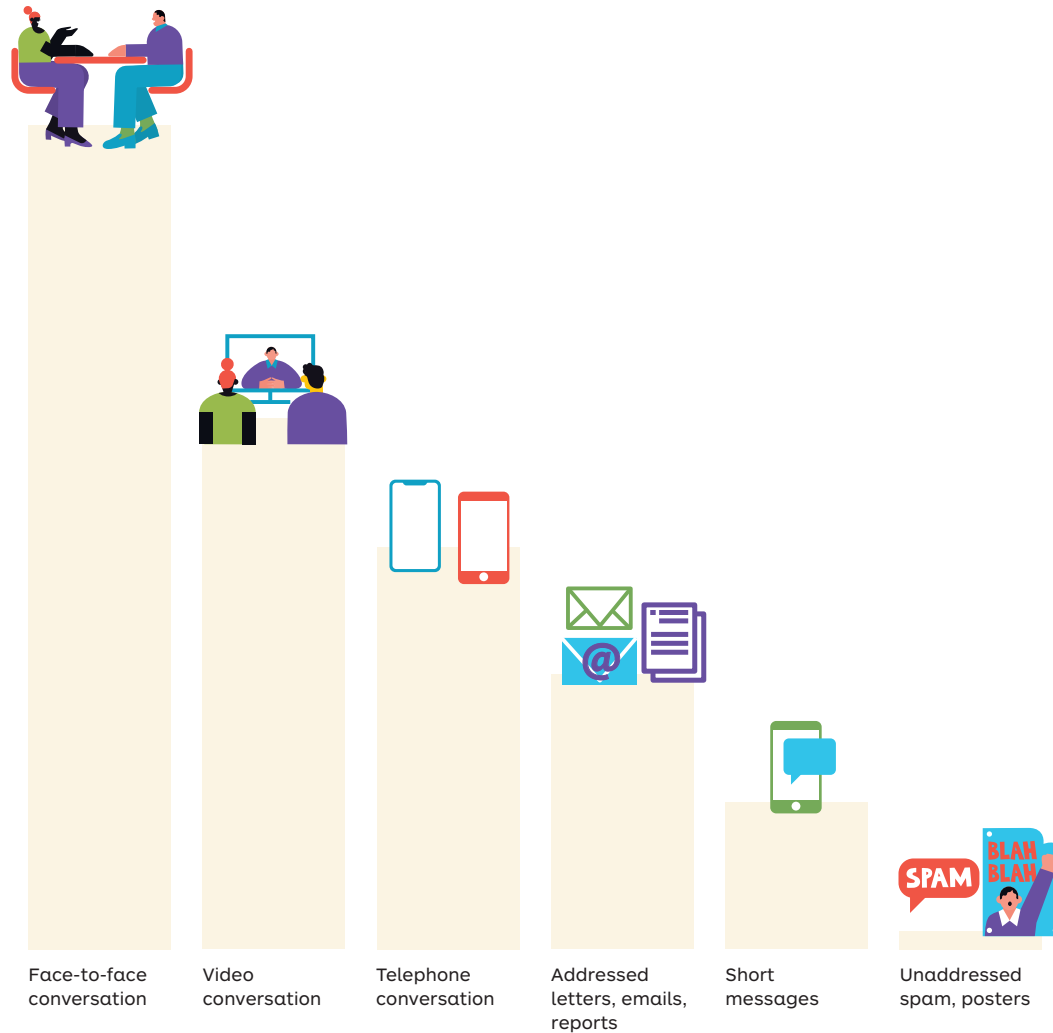 @
SPAM
BLAH
BLAH
Face-to-face
conversation
Video
conversation
Telephone
conversation
Addressed
letters, emails,
reports
Short
messages
Unaddressed
spam, posters